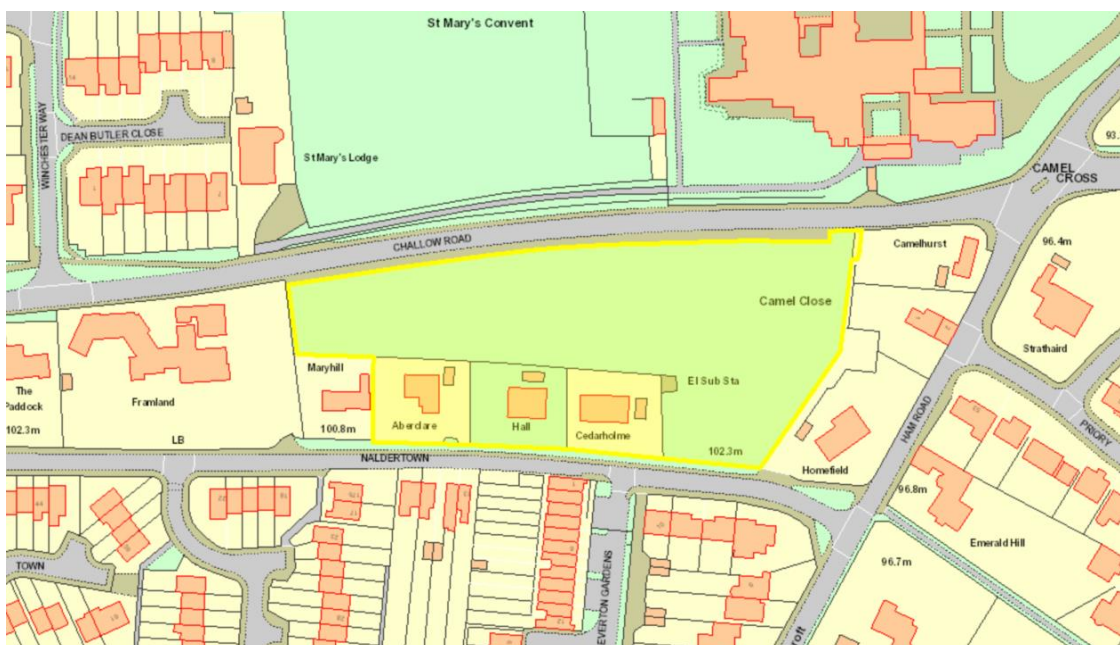 St Mary's Convent
WINCHESTER WAY
DEAN BUTLER CLOSE
St Mary's Lodge
CAMEL
CROSS
93.
CHALLOW ROAD
Camelhurst
96.4m
Camel Close
Strathaird
Maryhill
El Sub Sta
The
Paddock
Framland
Aberdare
Hall
Cedarholme
HAM ROAD
PRIORY
102.3m
LB
100.8m
102.3m
NALDERTOWN
Homefield
96.8m
Emerald Hill
96.7m
TOWN
EVERTON GARDENS
roft